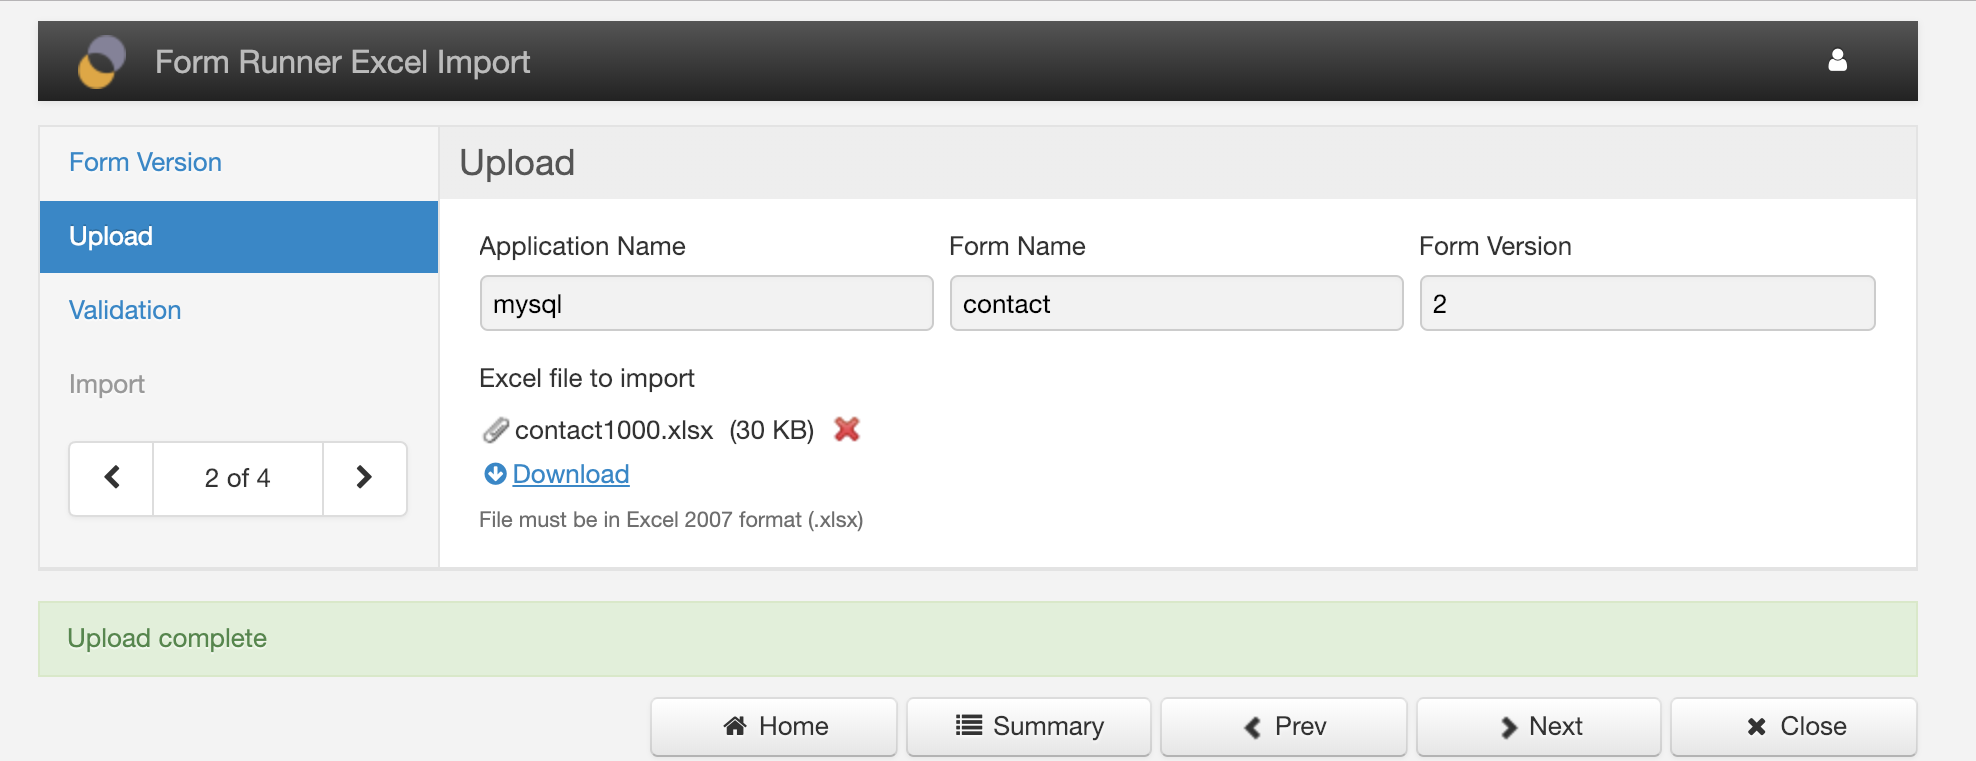 Form Runner Excel Import
Form Version
Upload
Validation
Import
2 of 4
Upload
Application Name
Form Name
Form Version
mysql
contact
2
Excel file to import
contact1000.xlsx (30 KB)
Download
File must be in Excel 2007 format (.xlsx)
Upload complete
Home
Summary
Prev
Next
Close